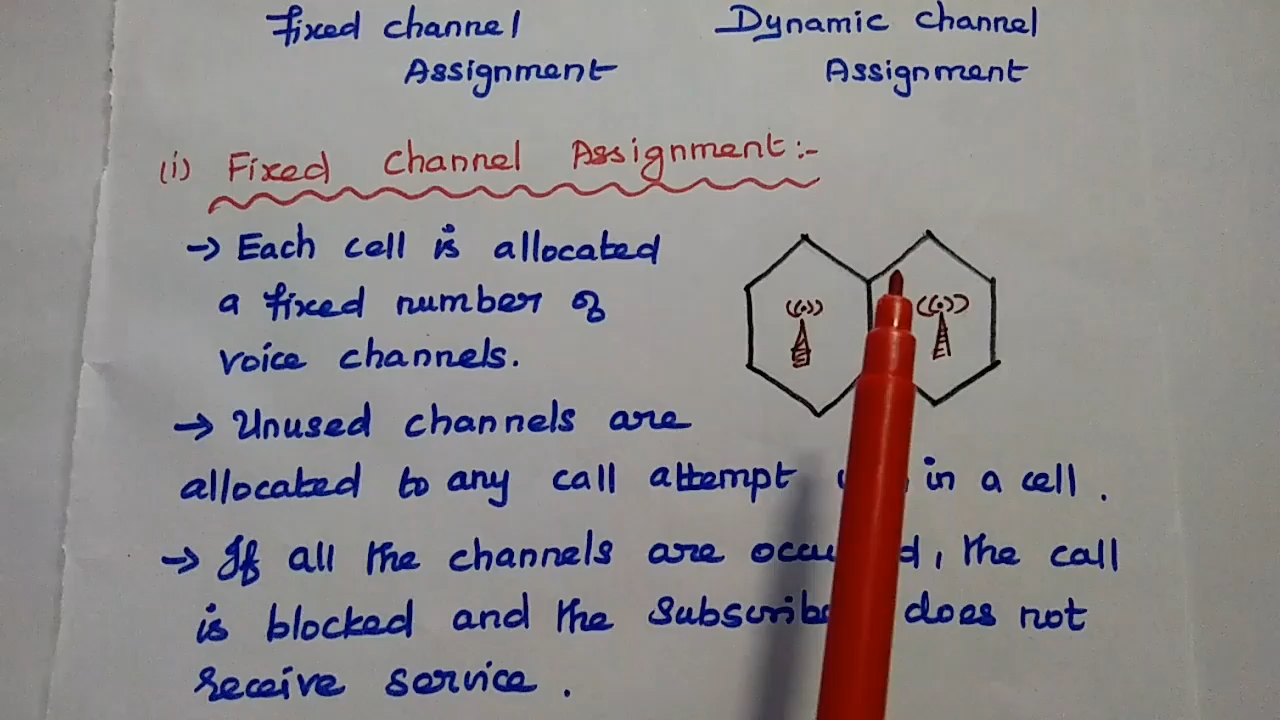 Fixed channel Dynamic channel
Assignment Assignment
(i) Fixed Channel Assignment:-
→ Each cell is allocated
a fixed number of
voice channels.
→ Unused channels are
allocated to any call attempt in a cell.
→ If all the channels are the call
is blocked and the does not
receive service.